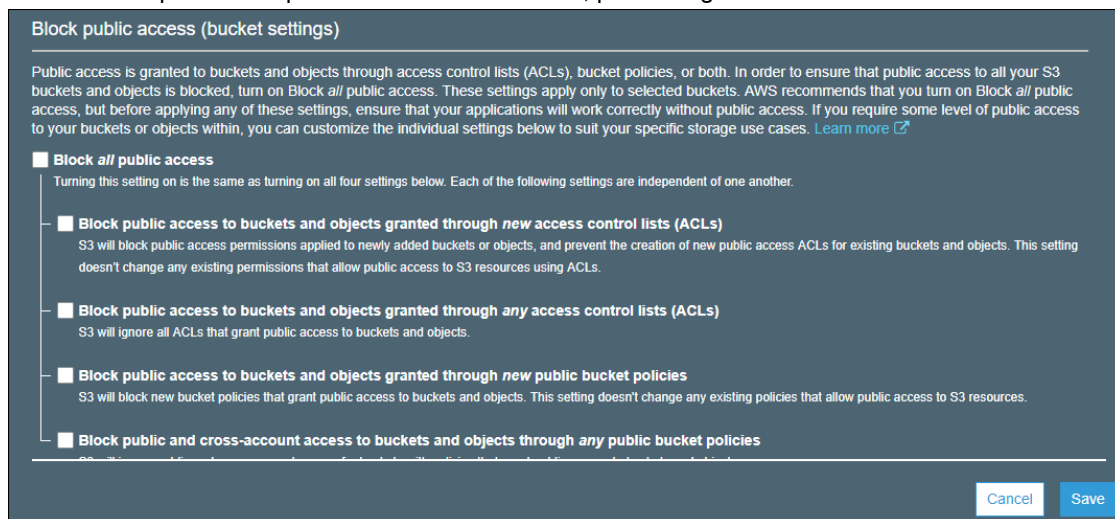 Block public access (bucket settings)
Public access is granted to buckets and objects through access control lists (ACLs), bucket policies, or both. In order to ensure that public access to all your S3
buckets and objects is blocked, turn on Block all public access. These settings apply only to selected buckets. AWS recommends that you turn on Block all public
access, but before applying any of these settings, ensure that your applications will work correctly without public access. If you require some level of public access
to your buckets or objects within, you can customize the individual settings below to suit your specific storage use cases. Learn more
Block all public access
Turning this setting on is the same as turning on all four settings below. Each of the following settings are independent of one another.
Block public access to buckets and objects granted through new access control lists (ACLs)
S3 will block public access permissions applied to newly added buckets or objects, and prevent the creation of new public access ACLs for existing buckets and objects. This setting
doesn't change any existing permissions that allow public access to S3 resources using ACLs.
Block public access to buckets and objects granted through any access control lists (ACLs)
S3 will ignore all ACLs that grant public access to buckets and objects.
Block public access to buckets and objects granted through new public bucket policies
S3 will block new bucket policies that grant public access to buckets and objects. This setting doesn't change any existing policies that allow public access to S3 resources.
Block public and cross-account access to buckets and objects through any public bucket policies
Cancel Save